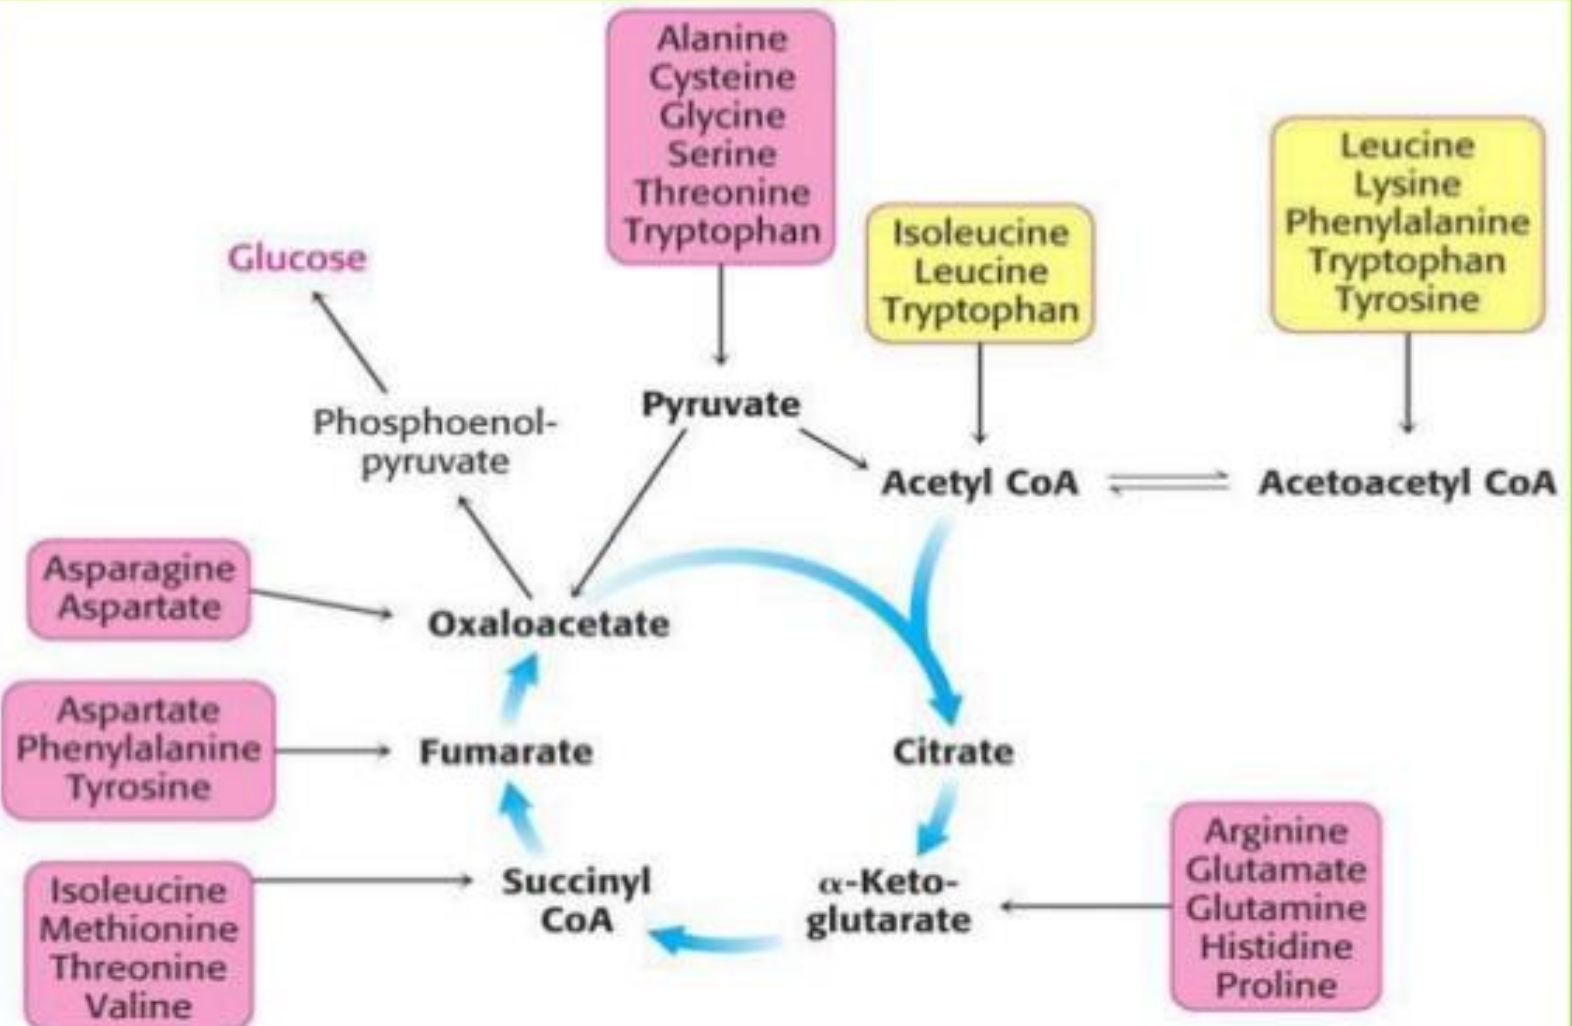 Alanine
Cysteine
Glycine
Serine
Threonine
Tryptophan
Leucine
Lysine
Phenylalanine
Tryptophan
Tyrosine
Isoleucine
Leucine
Tryptophan
Glucose
Pyruvate
Phosphoenol-
pyruvate
Acetyl CoA
Acetoacetyl CoA
Asparagine
Aspartate
Oxaloacetate
Aspartate
Phenylalanine
Tyrosine
Fumarate
Citrate
Isoleucine
Methionine
Threonine
Valine
Succinyl
CoA
α-Keto-
glutarate
Arginine
Glutamate
Glutamine
Histidine
Proline